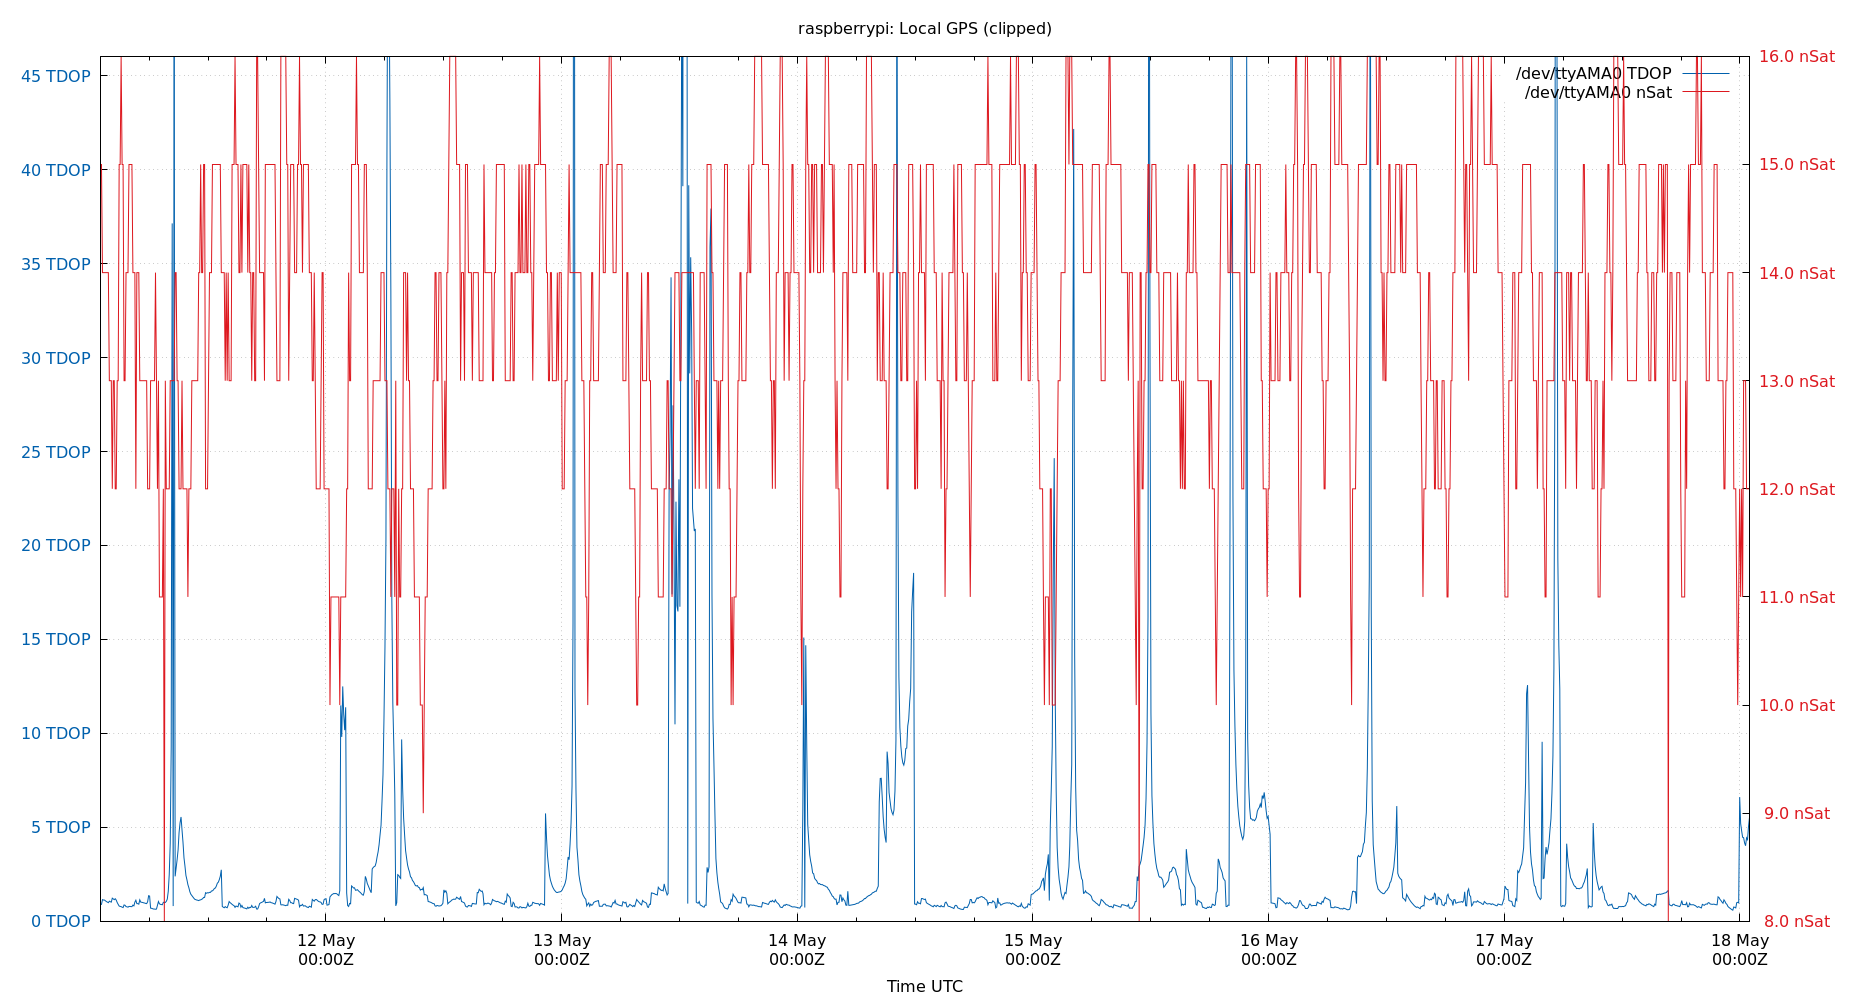 raspberrypi: Local GPS (clipped)
45 TDOP
40 TDOP
35 TDOP
30 TDOP
25 TDOP
20 TDOP
15 TDOP
10 TDOP
5 TDOP
0 TDOP
16.0 nSat
15.0 nSat
14.0 nSat
13.0 nSat
12.0 nSat
11.0 nSat
10.0 nSat
9.0 nSat
8.0 nSat
/dev/ttyAMA0 TDOP
/dev/ttyAMA0 nSat
12 May
00:00Z
13 May
00:00Z
14 May
00:00Z
15 May
00:00Z
16 May
00:00Z
17 May
00:00Z
18 May
00:00Z
Time UTC